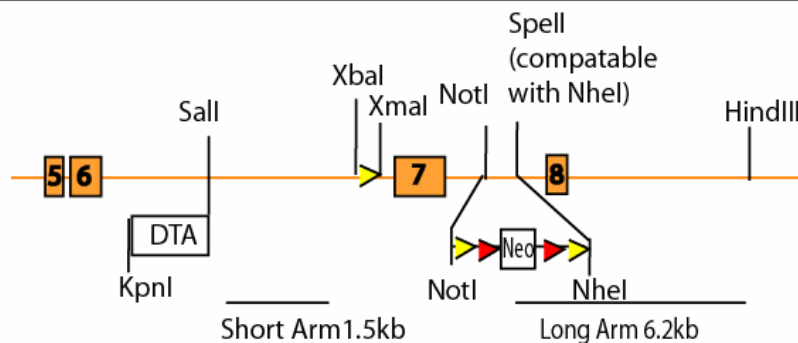 SpeII
(compatable
with NheI)
XbaI
XmaI
NotI
SalI
HindIII
5
6
7
8
DTA
Neo
KpnI
NotI
NheI
Short Arm1.5kb
Long Arm 6.2kb